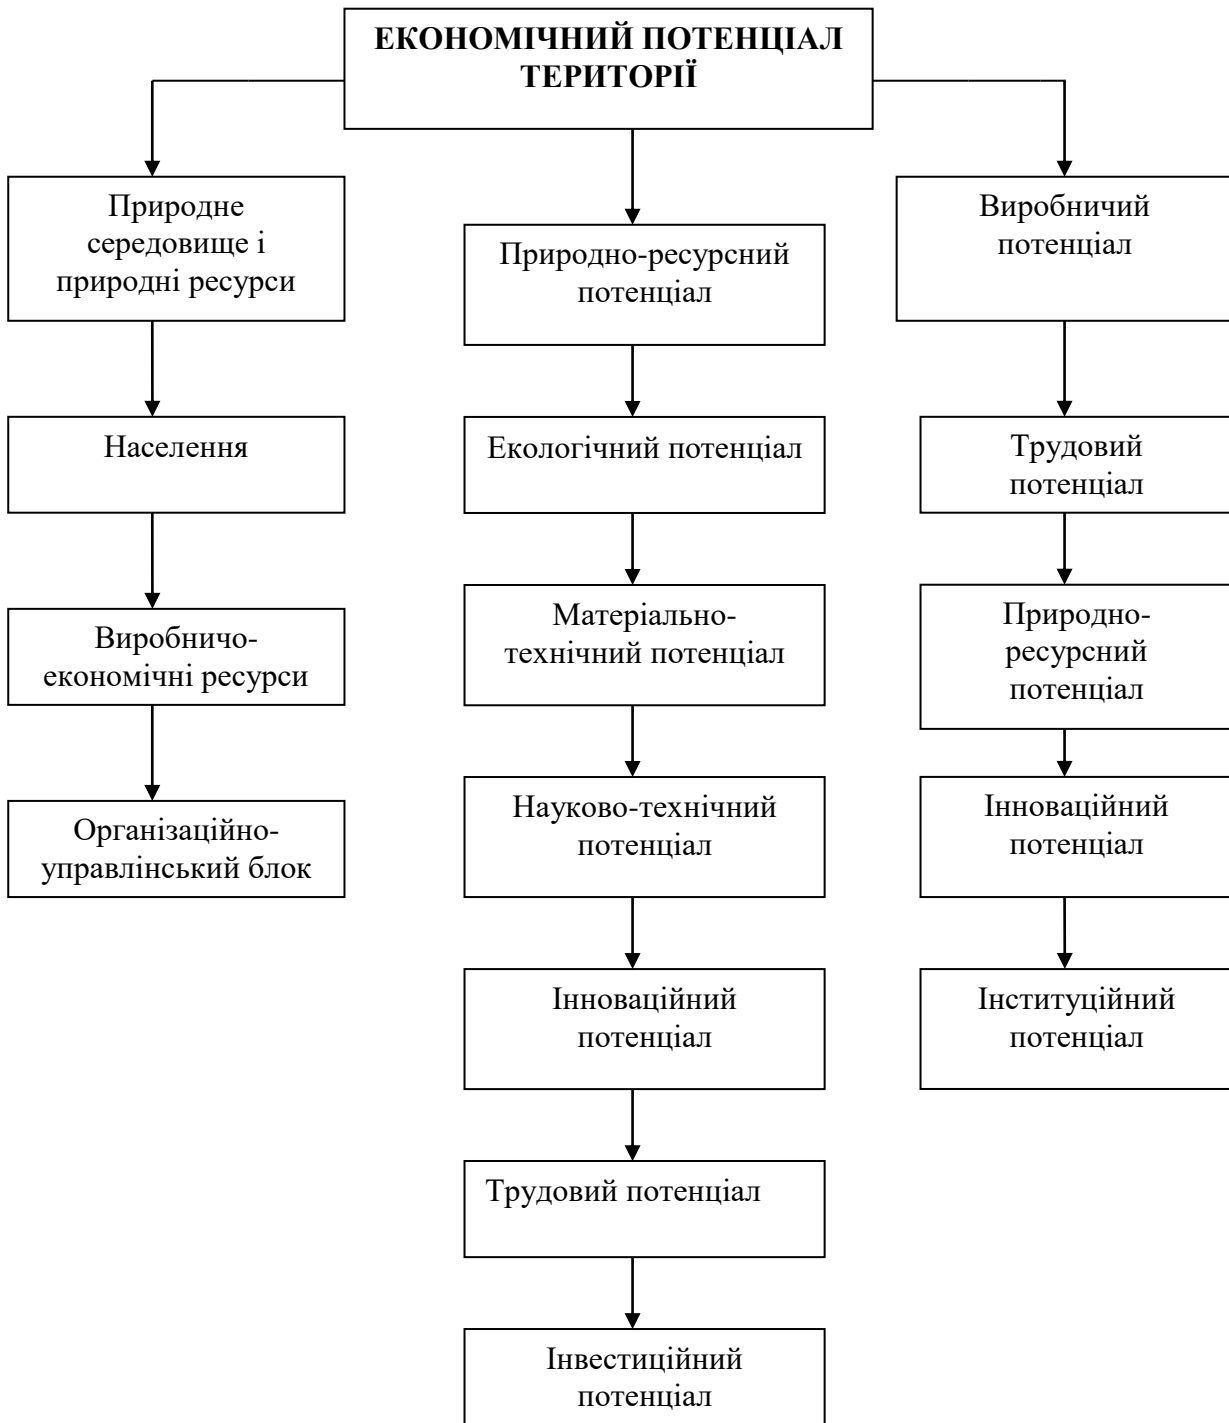 ЕКОНОМІЧНИЙ ПОТЕНЦІАЛ
ТЕРИТОРІЇ
Природне
середовище і
природні ресурси
Населення
Виробничо-
економічні ресурси
Організаційно-
управлінський блок
Природно-ресурсний
потенціал
Екологічний потенціал
Матеріально-
технічний потенціал
Науково-технічний
потенціал
Інноваційний
потенціал
Трудовий потенціал
Інвестиційний
потенціал
Виробничий
потенціал
Трудовий
потенціал
Природно-
ресурсний
потенціал
Інноваційний
потенціал
Інституційний
потенціал